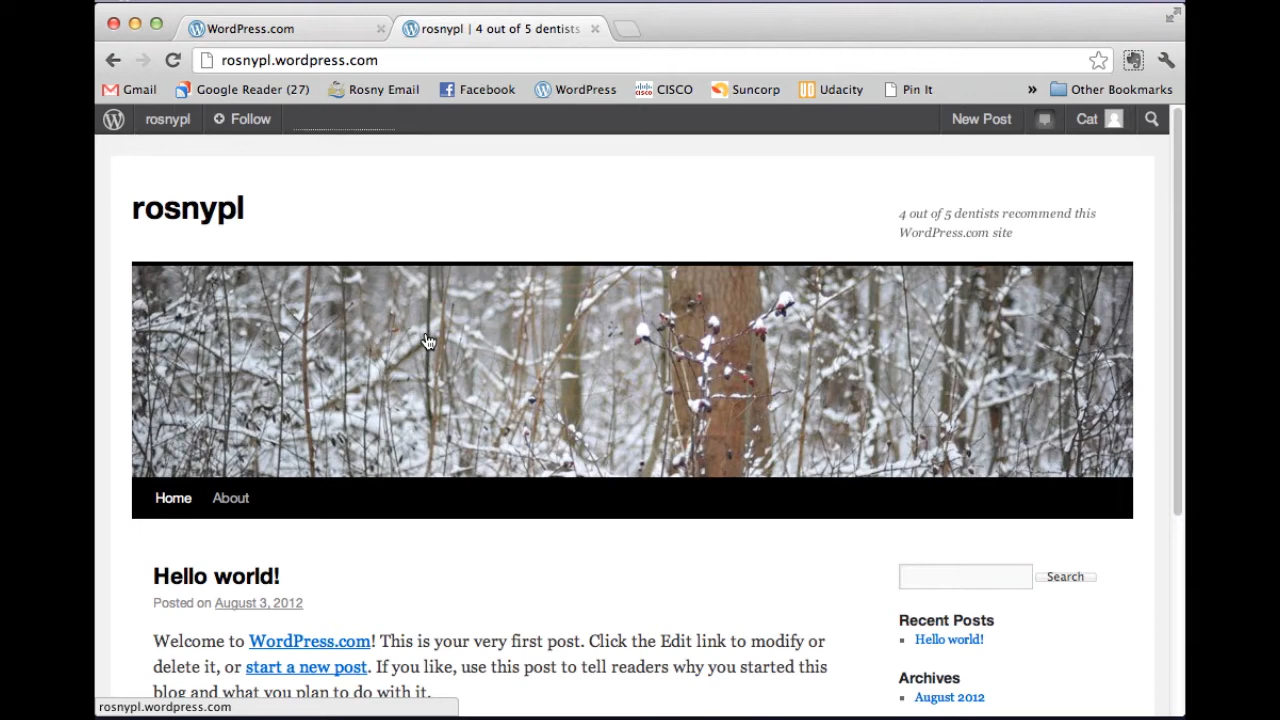 WordPress.com
rosnypl | 4 out of 5 dentists
rosnypl.wordpress.com
Gmail
Google Reader (27)
Rosny Email
Facebook
WordPress
CISCO
Suncorp
Udacity
Pin It
»
Other Bookmarks
rosnypl
Follow
New Post
Cat
rosnypl
4 out of 5 dentists recommend this
WordPress.com site
Home
About
Hello world!
Posted on August 3, 2012
Welcome to WordPress.com! This is your very first post. Click the Edit link to modify or
delete it, or start a new post. If you like, use this post to tell readers why you started this
blog and what you plan to do with it.
Search
Recent Posts
Hello world!
Archives
August 2012
rosnypl.wordpress.com